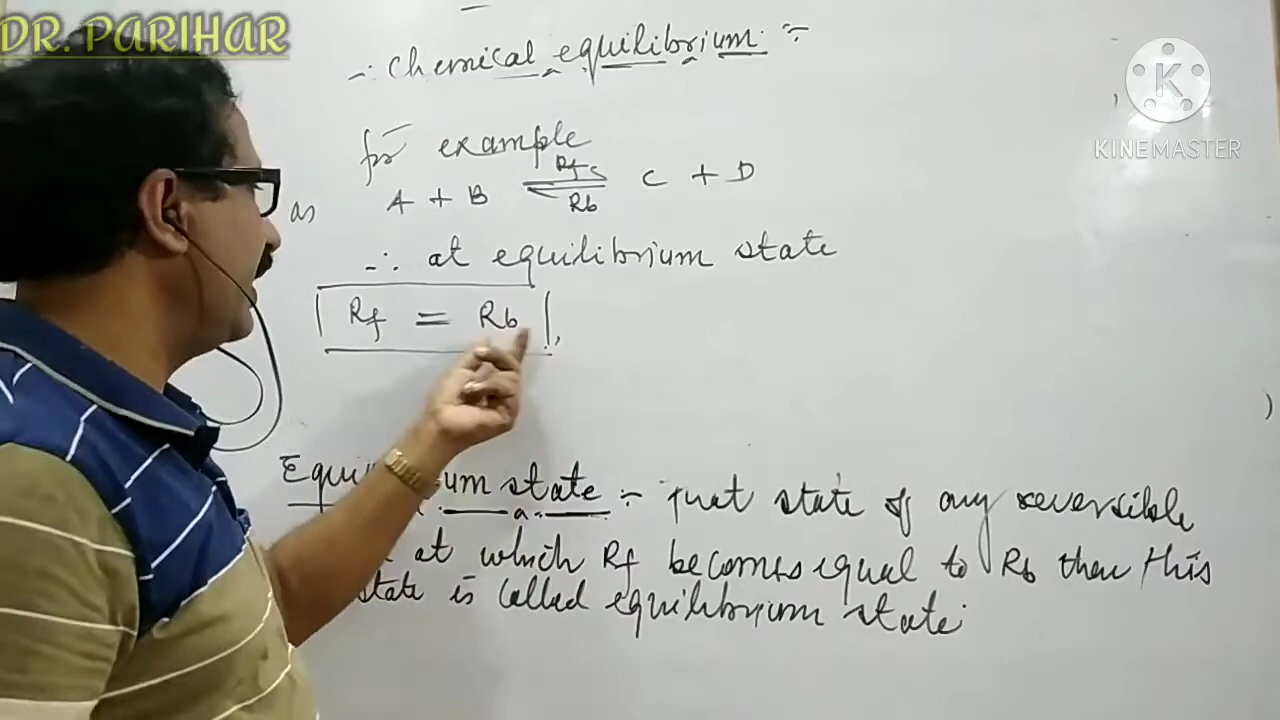 DR. PARIHAR
K
KINEMASTER
-: Chemical equilibrium :-
for example
Rf
as A + B ⇌ C + D
Rb
∴ at equilibrium state
Rf = Rb
Equi um state :- that state of any reversible
at which Rf becomes equal to Rb then this
state is called equilibrium state.